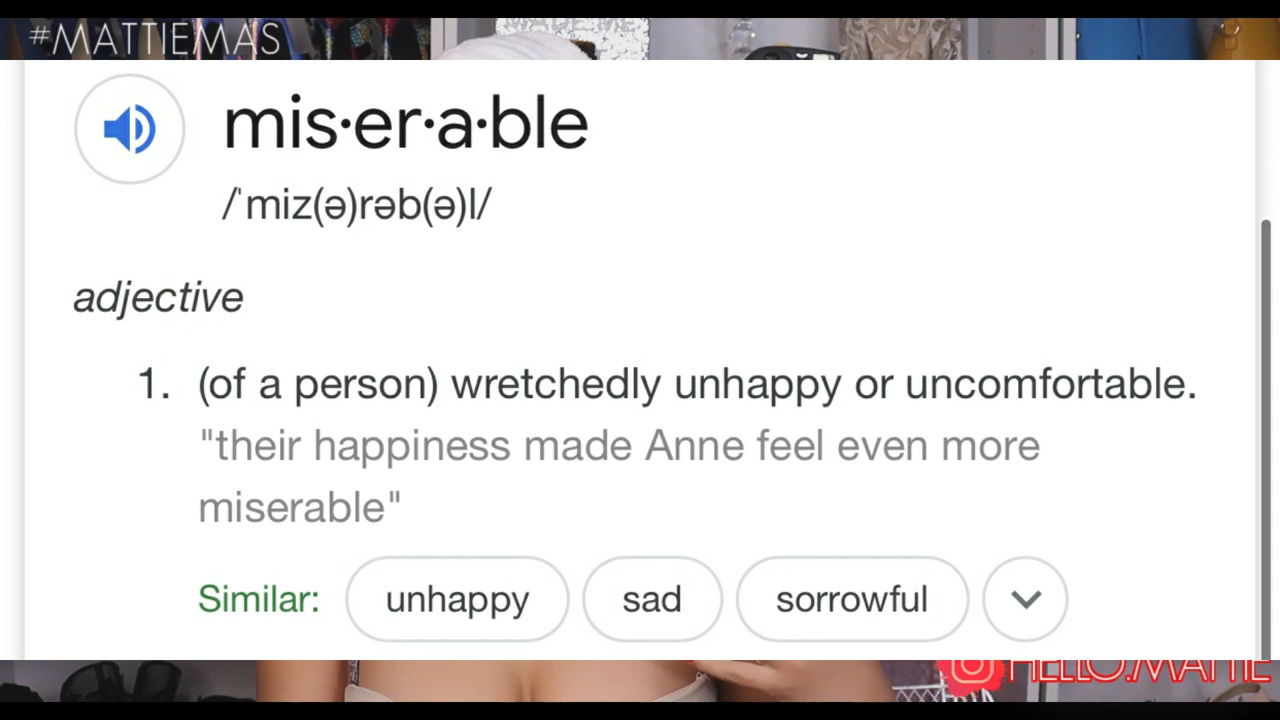 #MATTIEMAS
mis·er·a·ble
/ˈmiz(ə)rəb(ə)l/
adjective
1. (of a person) wretchedly unhappy or uncomfortable.
"their happiness made Anne feel even more
miserable"
Similar: unhappy sad sorrowful
HELLO.MATTIE